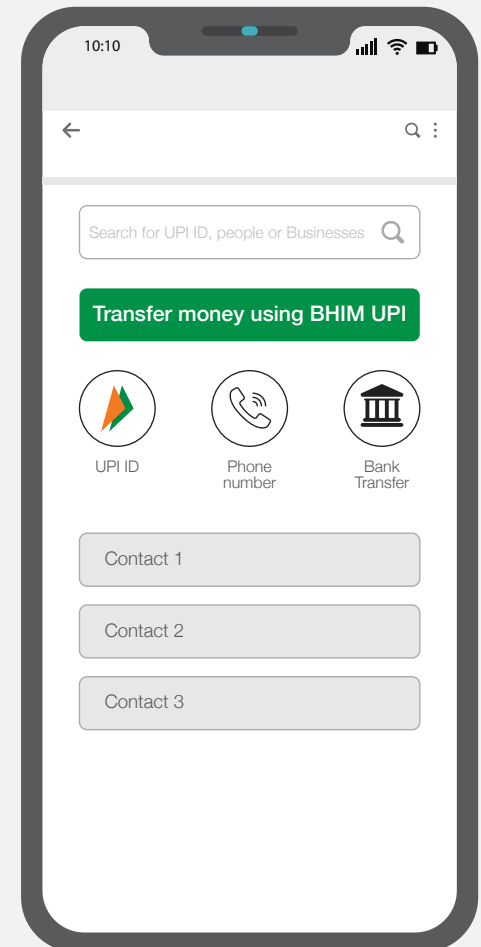 10:10
Search for UPI ID, people or Businesses
Transfer money using BHIM UPI
UPI ID
Phone
number
Bank
Transfer
Contact 1
Contact 2
Contact 3